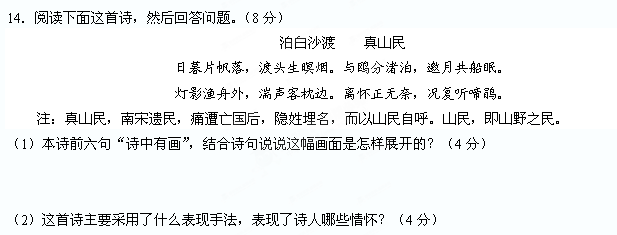 14．阅读下面这首诗，然后回答问题。（8 分）
泊白沙渡　　真山民
日暮片帆落，渡头生暝烟。与鸥分渚泊，邀月共船眠。
灯影渔舟外，湍声客枕边。离怀正无奈，况复听啼鹃。
注：真山民，南宋遗民，痛遭亡国后，隐姓埋名，而以山民自呼。山民，即山野之民。
（1）本诗前六句“诗中有画”，结合诗句说说这幅画面是怎样展开的？（4 分）
（2）这首诗主要采用了什么表现手法，表现了诗人哪些情怀？（4 分）